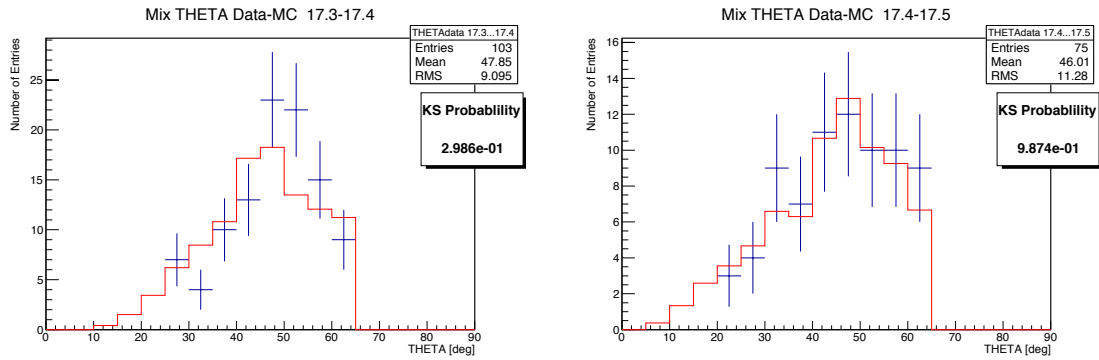 Mix THETA Data-MC 17.3-17.4
THETAdata 17.3...17.4
Entries 103
Mean 47.85
RMS 9.095
KS Probablility
2.986e-01
Number of Entries
25
20
15
10
5
0
0 10 20 30 40 50 60 70 80 90
THETA [deg]
Mix THETA Data-MC 17.4-17.5
THETAdata 17.4...17.5
Entries 75
Mean 46.01
RMS 11.28
KS Probablility
9.874e-01
Number of Entries
16
14
12
10
8
6
4
2
0
0 10 20 30 40 50 60 70 80 90
THETA [deg]